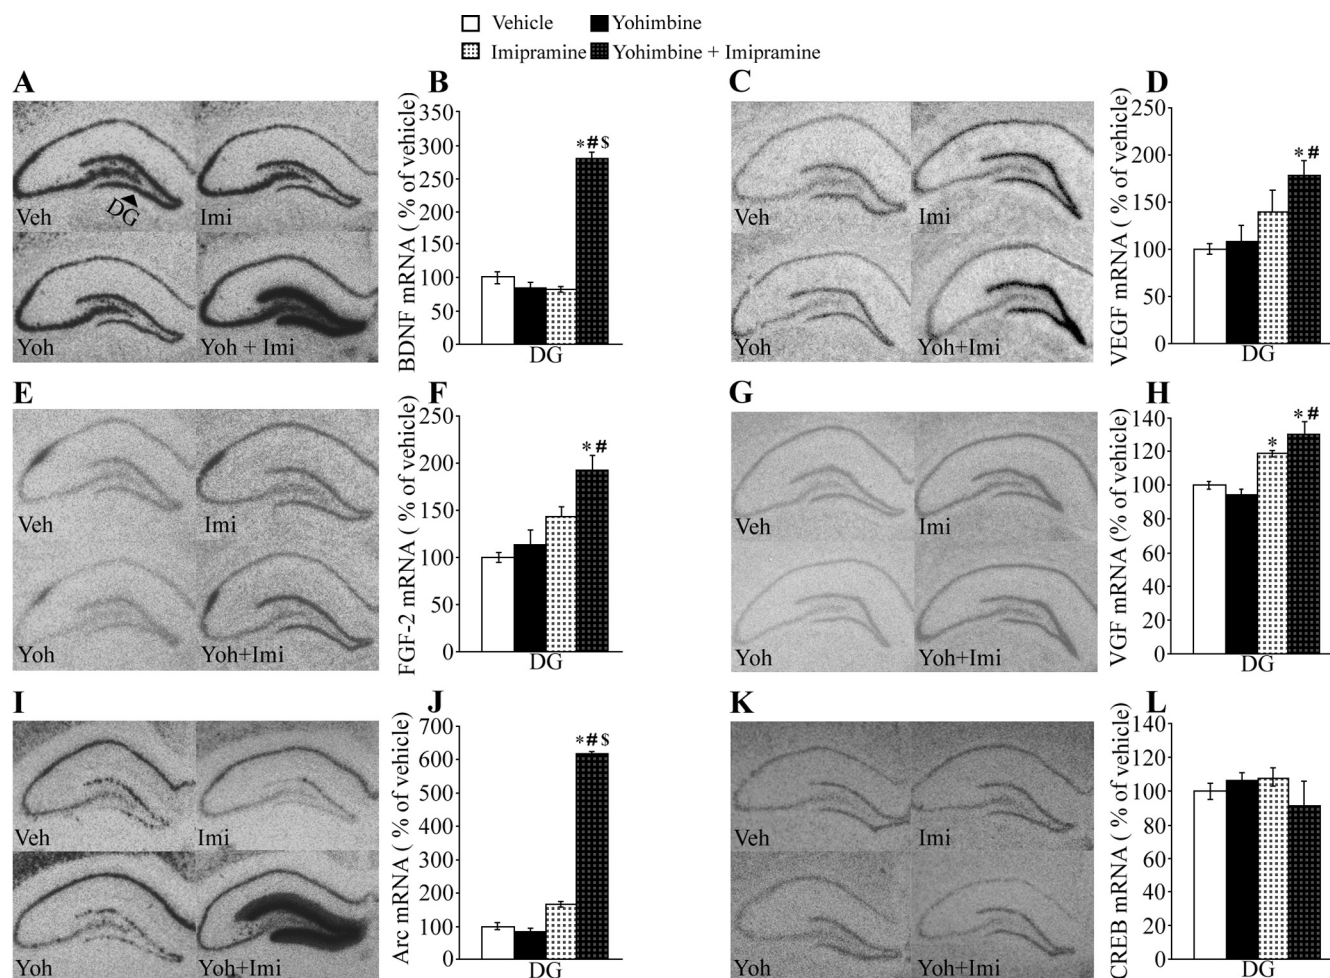 Vehicle Yohimbine
Imipramine Yohimbine + Imipramine
A
Veh
DG
Imi
Yoh
Yoh + Imi
B
BDNF mRNA ( % of vehicle)
350
300
250
200
150
100
50
0
*#$
DG
C
Veh
Imi
Yoh
Yoh+Imi
D
VEGF mRNA ( % of vehicle)
250
200
150
100
50
0
*#
DG
E
Veh
Imi
Yoh
Yoh+Imi
F
FGF-2 mRNA ( % of vehicle)
250
200
150
100
50
0
*#
DG
G
Veh
Imi
Yoh
Yoh+Imi
H
VGF mRNA (% of vehicle)
140
120
100
80
60
40
20
0
*
*#
DG
I
Veh
Imi
Yoh
Yoh+Imi
J
Arc mRNA ( % of vehicle)
700
600
500
400
300
200
100
0
*#$
DG
K
Veh
Imi
Yoh
Yoh+Imi
L
CREB mRNA ( % of vehicle)
140
120
100
80
60
40
20
0
DG